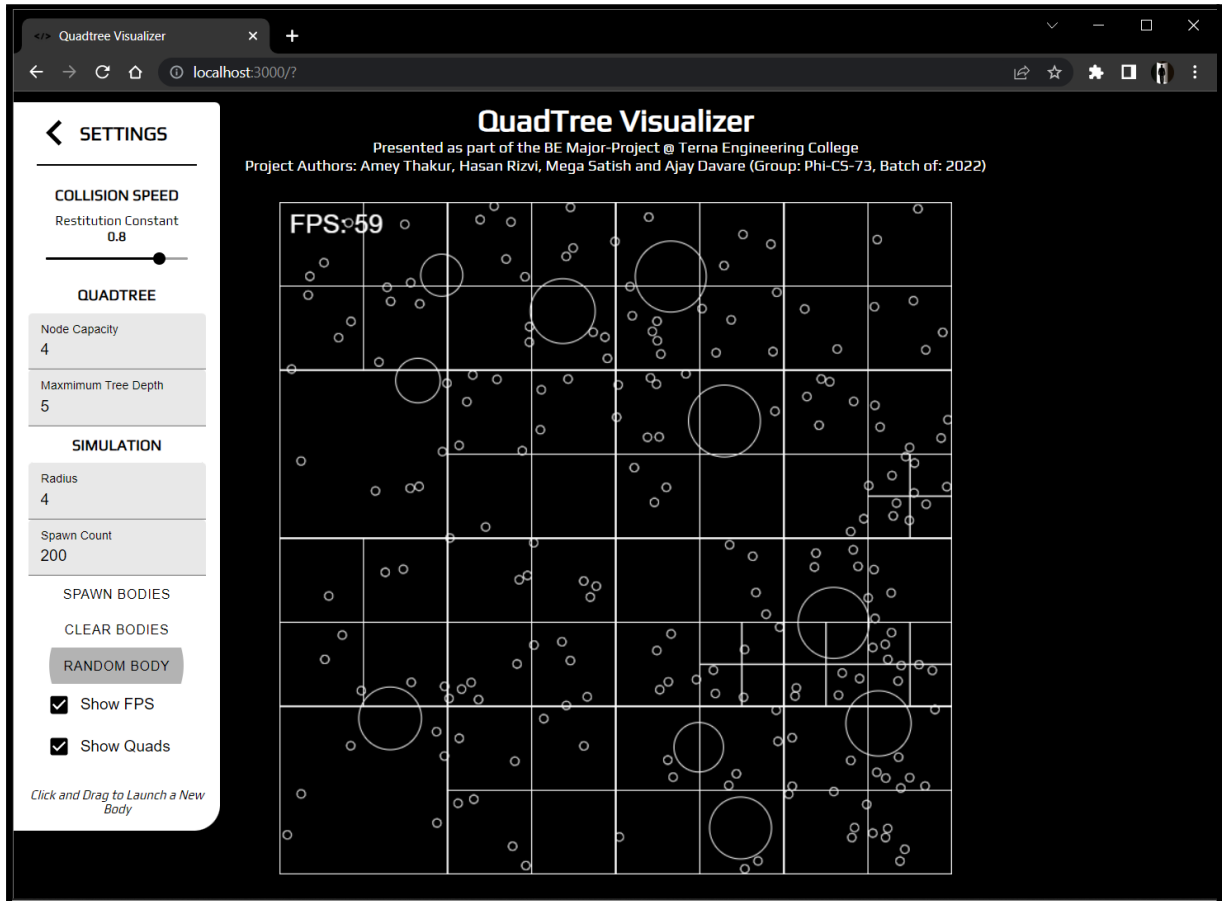 </> Quadtree Visualizer
localhost:3000/?
SETTINGS
COLLISION SPEED
Restitution Constant
0.8
QUADTREE
Node Capacity
4
Maxmimum Tree Depth
5
SIMULATION
Radius
4
Spawn Count
200
SPAWN BODIES
CLEAR BODIES
RANDOM BODY
Show FPS
Show Quads
Click and Drag to Launch a New
Body
QuadTree Visualizer
Presented as part of the BE Major-Project @ Terna Engineering College
Project Authors: Amey Thakur, Hasan Rizvi, Mega Satish and Ajay Davare (Group: Phi-CS-73, Batch of: 2022)
FPS: 59